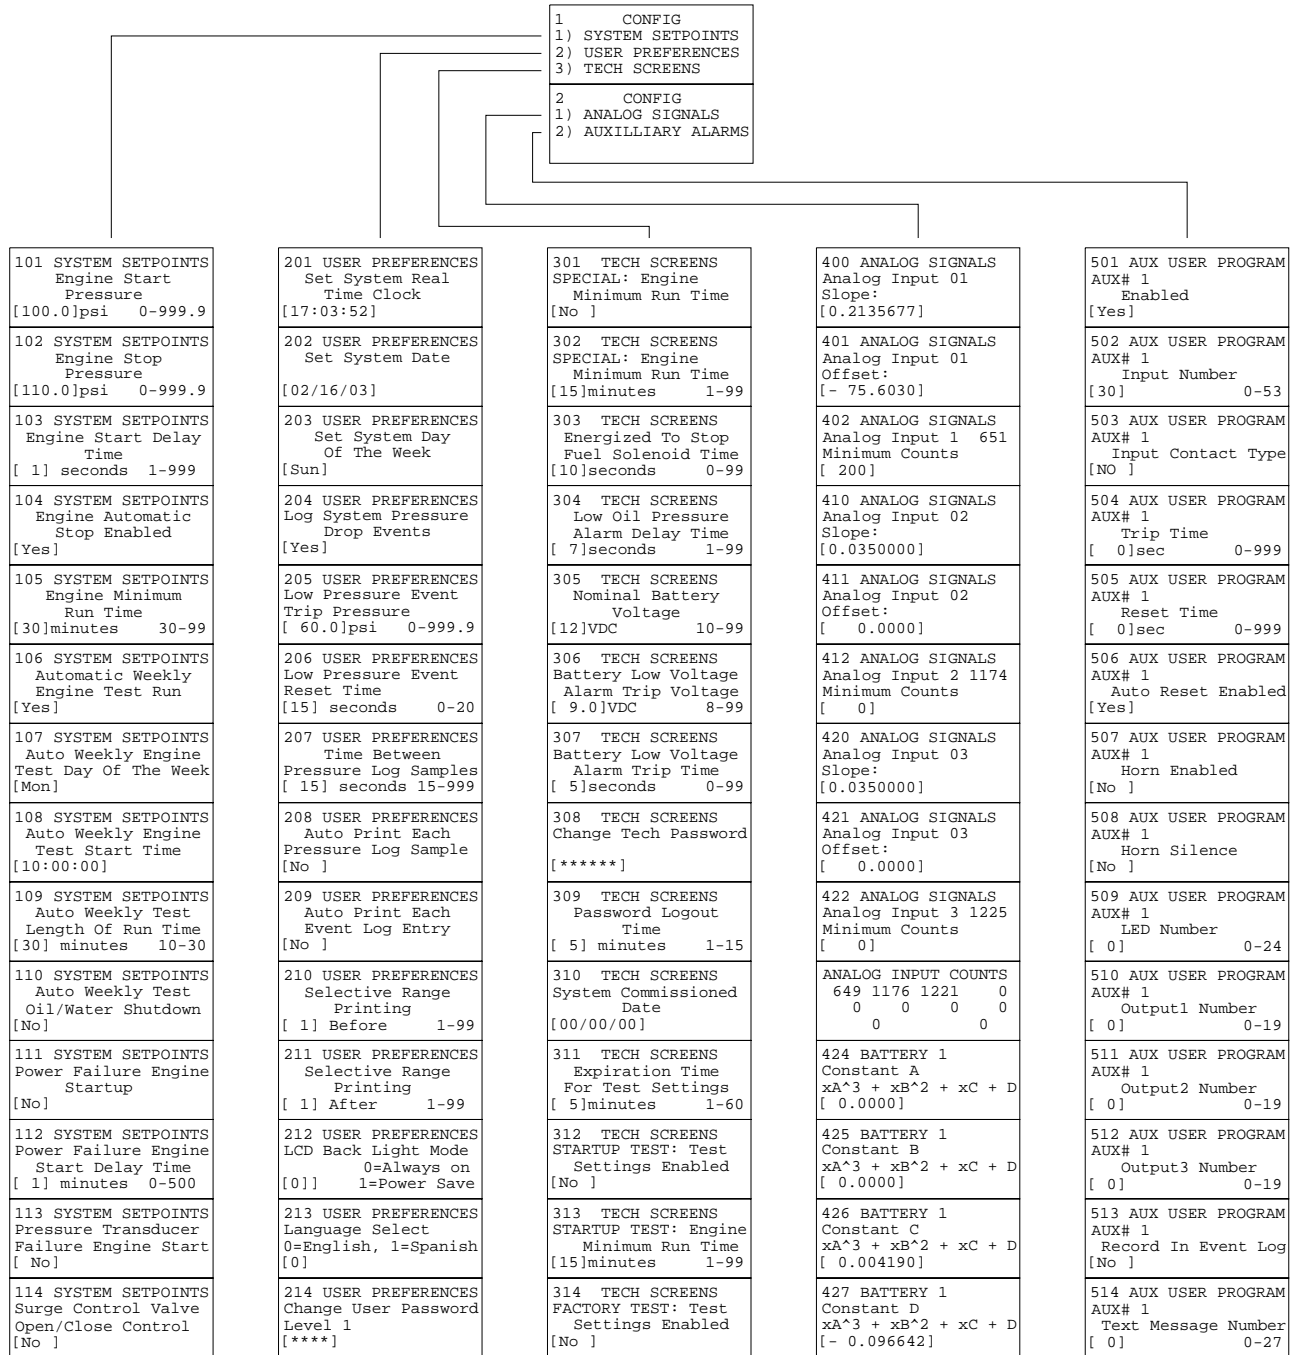 1 CONFIG
1) SYSTEM SETPOINTS
2) USER PREFERENCES
3) TECH SCREENS
2 CONFIG
1) ANALOG SIGNALS
2) AUXILLIARY ALARMS
101 SYSTEM SETPOINTS
Engine Start
Pressure
[100.0]psi 0-999.9
102 SYSTEM SETPOINTS
Engine Stop
Pressure
[110.0]psi 0-999.9
103 SYSTEM SETPOINTS
Engine Start Delay
Time
[ 1] seconds 1-999
104 SYSTEM SETPOINTS
Engine Automatic
Stop Enabled
[Yes]
105 SYSTEM SETPOINTS
Engine Minimum
Run Time
[30]minutes 30-99
106 SYSTEM SETPOINTS
Automatic Weekly
Engine Test Run
[Yes]
107 SYSTEM SETPOINTS
Auto Weekly Engine
Test Day Of The Week
[Mon]
108 SYSTEM SETPOINTS
Auto Weekly Engine
Test Start Time
[10:00:00]
109 SYSTEM SETPOINTS
Auto Weekly Test
Length Of Run Time
[30] minutes 10-30
110 SYSTEM SETPOINTS
Auto Weekly Test
Oil/Water Shutdown
[No]
111 SYSTEM SETPOINTS
Power Failure Engine
Startup
[No]
112 SYSTEM SETPOINTS
Power Failure Engine
Start Delay Time
[ 1] minutes 0-500
113 SYSTEM SETPOINTS
Pressure Transducer
Failure Engine Start
[ No]
114 SYSTEM SETPOINTS
Surge Control Valve
Open/Close Control
[No ]
201 USER PREFERENCES
Set System Real
Time Clock
[17:03:52]
202 USER PREFERENCES
Set System Date
[02/16/03]
203 USER PREFERENCES
Set System Day
Of The Week
[Sun]
204 USER PREFERENCES
Log System Pressure
Drop Events
[Yes]
205 USER PREFERENCES
Low Pressure Event
Trip Pressure
[ 60.0]psi 0-999.9
206 USER PREFERENCES
Low Pressure Event
Reset Time
[15] seconds 0-20
207 USER PREFERENCES
Time Between
Pressure Log Samples
[ 15] seconds 15-999
208 USER PREFERENCES
Auto Print Each
Pressure Log Sample
[No ]
209 USER PREFERENCES
Auto Print Each
Event Log Entry
[No ]
210 USER PREFERENCES
Selective Range
Printing
[ 1] Before 1-99
211 USER PREFERENCES
Selective Range
Printing
[ 1] After 1-99
212 USER PREFERENCES
LCD Back Light Mode
0=Always on
[0]] 1=Power Save
213 USER PREFERENCES
Language Select
0=English, 1=Spanish
[0]
214 USER PREFERENCES
Change User Password
Level 1
[****]
301 TECH SCREENS
SPECIAL: Engine
Minimum Run Time
[No ]
302 TECH SCREENS
SPECIAL: Engine
Minimum Run Time
[15]minutes 1-99
303 TECH SCREENS
Energized To Stop
Fuel Solenoid Time
[10]seconds 0-99
304 TECH SCREENS
Low Oil Pressure
Alarm Delay Time
[ 7]seconds 1-99
305 TECH SCREENS
Nominal Battery
Voltage
[12]VDC 10-99
306 TECH SCREENS
Battery Low Voltage
Alarm Trip Voltage
[ 9.0]VDC 8-99
307 TECH SCREENS
Battery Low Voltage
Alarm Trip Time
[ 5]seconds 0-99
308 TECH SCREENS
Change Tech Password
[******]
309 TECH SCREENS
Password Logout
Time
[ 5] minutes 1-15
310 TECH SCREENS
System Commissioned
Date
[00/00/00]
311 TECH SCREENS
Expiration Time
For Test Settings
[ 5]minutes 1-60
312 TECH SCREENS
STARTUP TEST: Test
Settings Enabled
[No ]
313 TECH SCREENS
STARTUP TEST: Engine
Minimum Run Time
[15]minutes 1-99
314 TECH SCREENS
FACTORY TEST: Test
Settings Enabled
[No ]
400 ANALOG SIGNALS
Analog Input 01
Slope:
[0.2135677]
401 ANALOG SIGNALS
Analog Input 01
Offset:
[- 75.6030]
402 ANALOG SIGNALS
Analog Input 1 651
Minimum Counts
[ 200]
410 ANALOG SIGNALS
Analog Input 02
Slope:
[0.0350000]
411 ANALOG SIGNALS
Analog Input 02
Offset:
[ 0.0000]
412 ANALOG SIGNALS
Analog Input 2 1174
Minimum Counts
[ 0]
420 ANALOG SIGNALS
Analog Input 03
Slope:
[0.0350000]
421 ANALOG SIGNALS
Analog Input 03
Offset:
[ 0.0000]
422 ANALOG SIGNALS
Analog Input 3 1225
Minimum Counts
[ 0]
ANALOG INPUT COUNTS
649 1176 1221 0
0 0 0 0
0 0
424 BATTERY 1
Constant A
xA^3 + xB^2 + xC + D
[ 0.0000]
425 BATTERY 1
Constant B
xA^3 + xB^2 + xC + D
[ 0.0000]
426 BATTERY 1
Constant C
xA^3 + xB^2 + xC + D
[ 0.004190]
427 BATTERY 1
Constant D
xA^3 + xB^2 + xC + D
[- 0.096642]
501 AUX USER PROGRAM
AUX# 1
Enabled
[Yes]
502 AUX USER PROGRAM
AUX# 1
Input Number
[30] 0-53
503 AUX USER PROGRAM
AUX# 1
Input Contact Type
[NO ]
504 AUX USER PROGRAM
AUX# 1
Trip Time
[ 0]sec 0-999
505 AUX USER PROGRAM
AUX# 1
Reset Time
[ 0]sec 0-999
506 AUX USER PROGRAM
AUX# 1
Auto Reset Enabled
[Yes]
507 AUX USER PROGRAM
AUX# 1
Horn Enabled
[No ]
508 AUX USER PROGRAM
AUX# 1
Horn Silence
[No ]
509 AUX USER PROGRAM
AUX# 1
LED Number
[ 0] 0-24
510 AUX USER PROGRAM
AUX# 1
Output1 Number
[ 0] 0-19
511 AUX USER PROGRAM
AUX# 1
Output2 Number
[ 0] 0-19
512 AUX USER PROGRAM
AUX# 1
Output3 Number
[ 0] 0-19
513 AUX USER PROGRAM
AUX# 1
Record In Event Log
[No ]
514 AUX USER PROGRAM
AUX# 1
Text Message Number
[ 0] 0-27